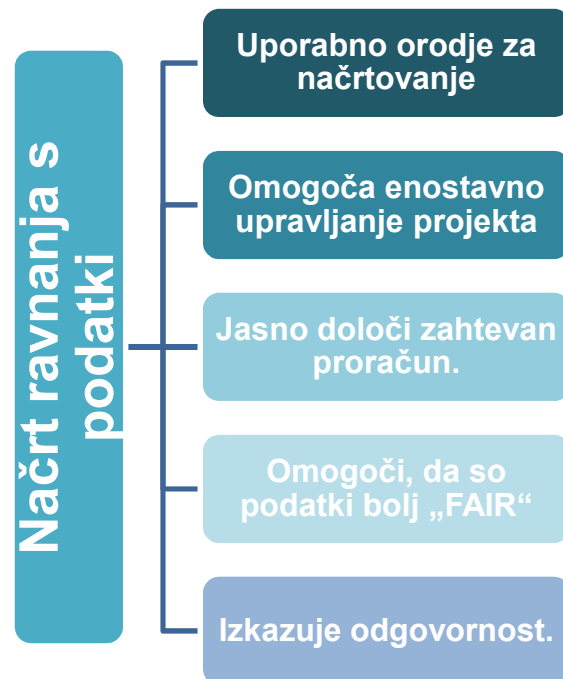 Načrt ravnanja s
podatki
Uporabno orodje za
načrtovanje
Omogoča enostavno
upravljanje projekta
Jasno določi zahtevan
proračun.
Omogoči, da so
podatki bolj „FAIR“
Izkazuje odgovornost.